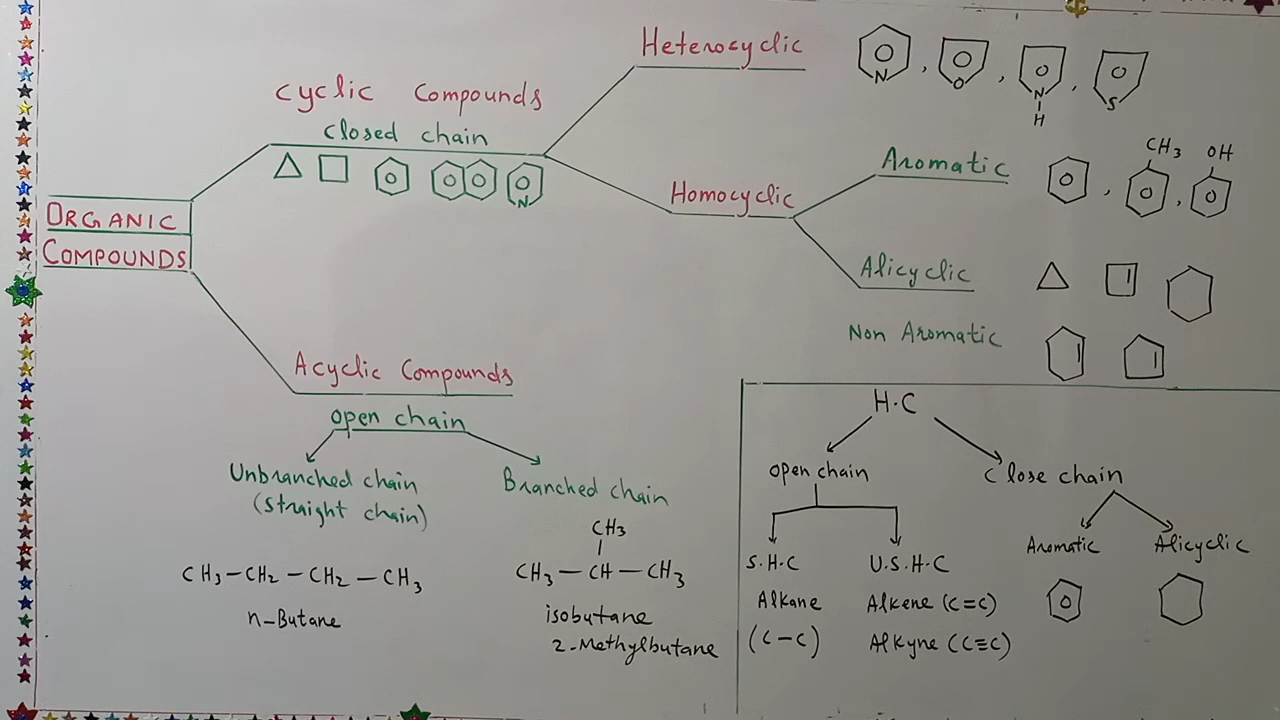 Heterocyclic
N
O
N
H
S
Cyclic Compounds
Closed chain
N
Aromatic
CH3
OH
Homocyclic
ORGANIC
COMPOUNDS
Alicyclic
Non Aromatic
Acyclic Compounds
open chain
Unbranched chain
(straight chain)
Branched chain
CH3-CH2-CH2-CH3
n-Butane
CH3
CH3-CH-CH3
isobutane
2-Methylbutane
H·C
open chain
Close chain
S.H·C
U.S.H·C
Aromatic
Alicyclic
Alkane
Alkene (C=C)
(C-C)
Alkyne (C≡C)